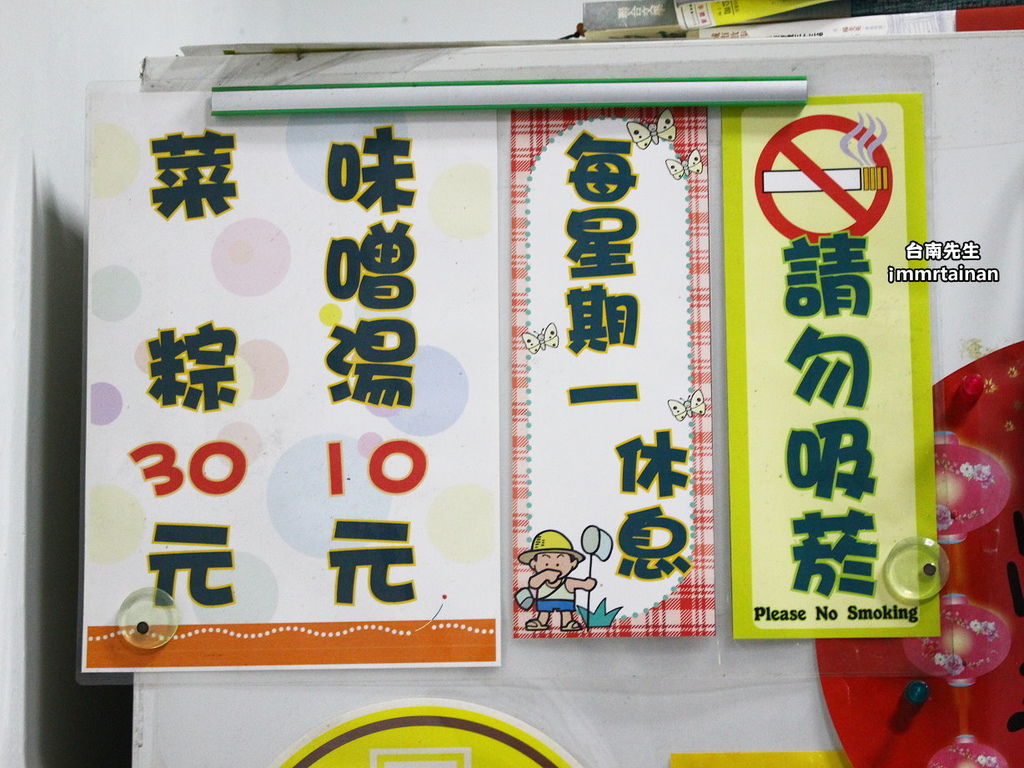 味噌湯10元
菜粽30元
每星期一
休息
請勿吸菸
Please No Smoking
台南先生
jmmrtainan